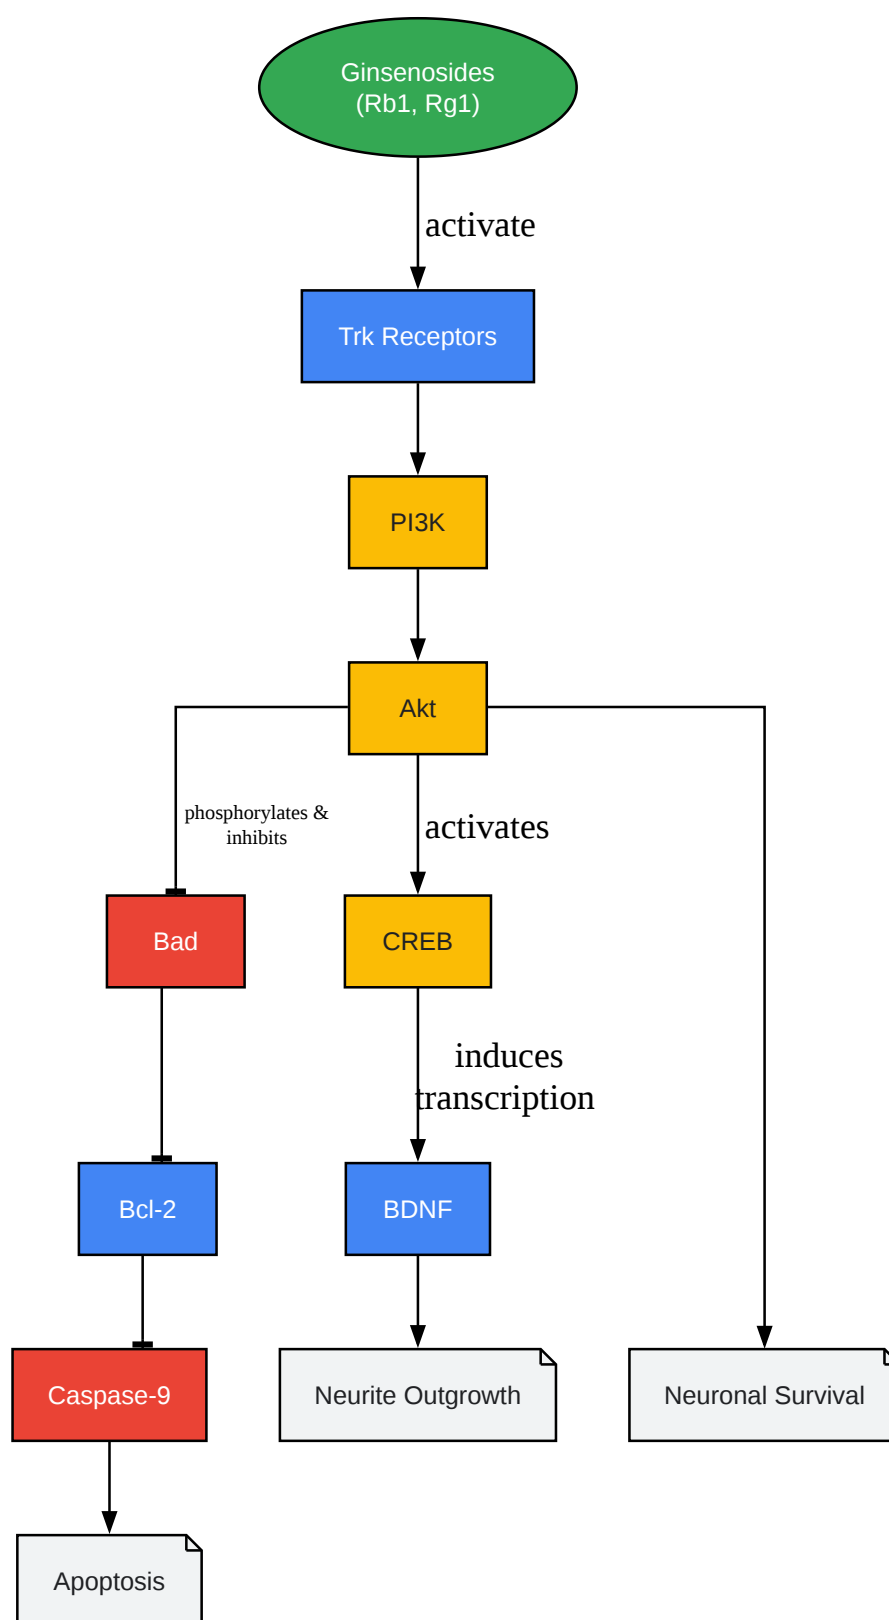 Ginsenosides
(Rb1, Rg1)
activate
Trk Receptors
PI3K
Akt
phosphorylates &
inhibits
activates
Bad
CREB
induces
transcription
Bcl-2
BDNF
Caspase-9
Neurite Outgrowth
Neuronal Survival
Apoptosis